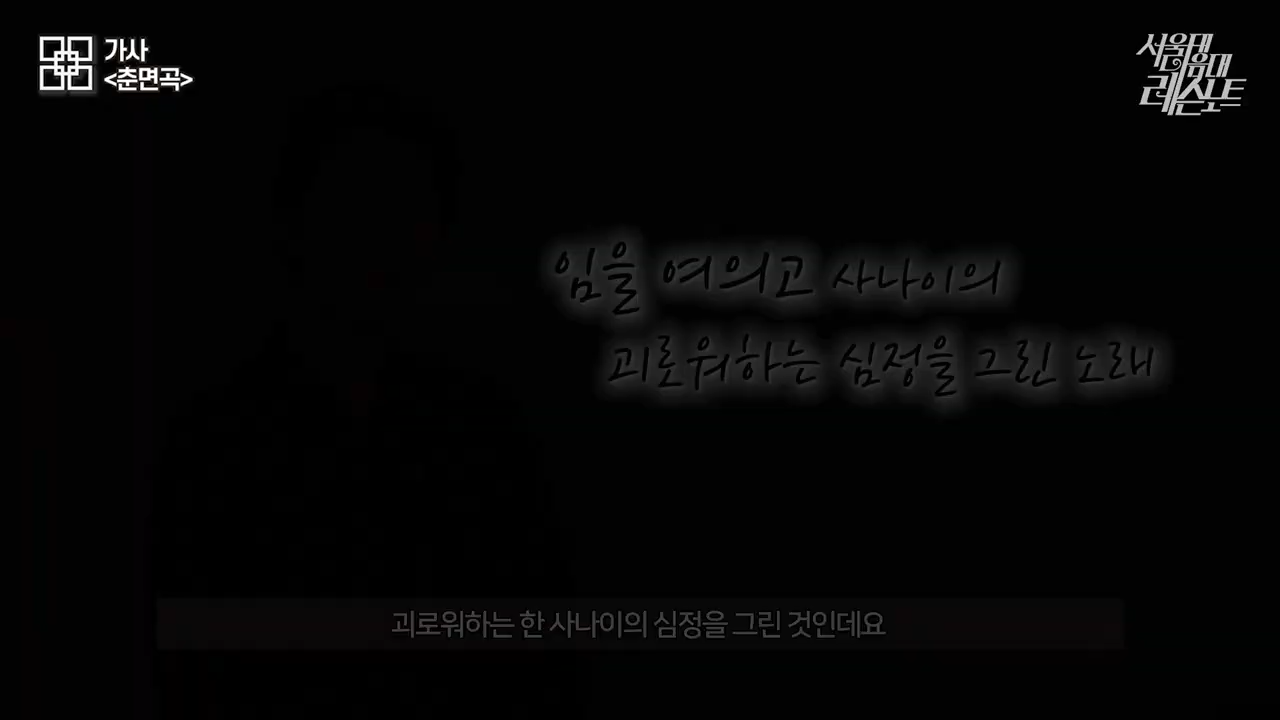 가사
<춘면곡>
서울대
음대
레슨노트
임을 여의고 사나이의
괴로워하는 심정을 그린 노래
괴로워하는 한 사나이의 심정을 그린 것인데요